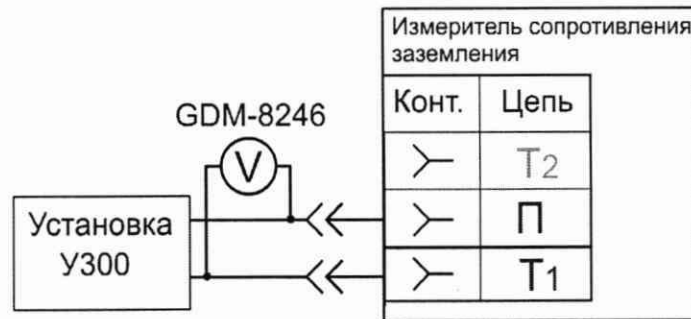 Измеритель сопротивления
заземления
Конт. Цепь
GDM-8246
V
T2
Установка
У300
П
T1